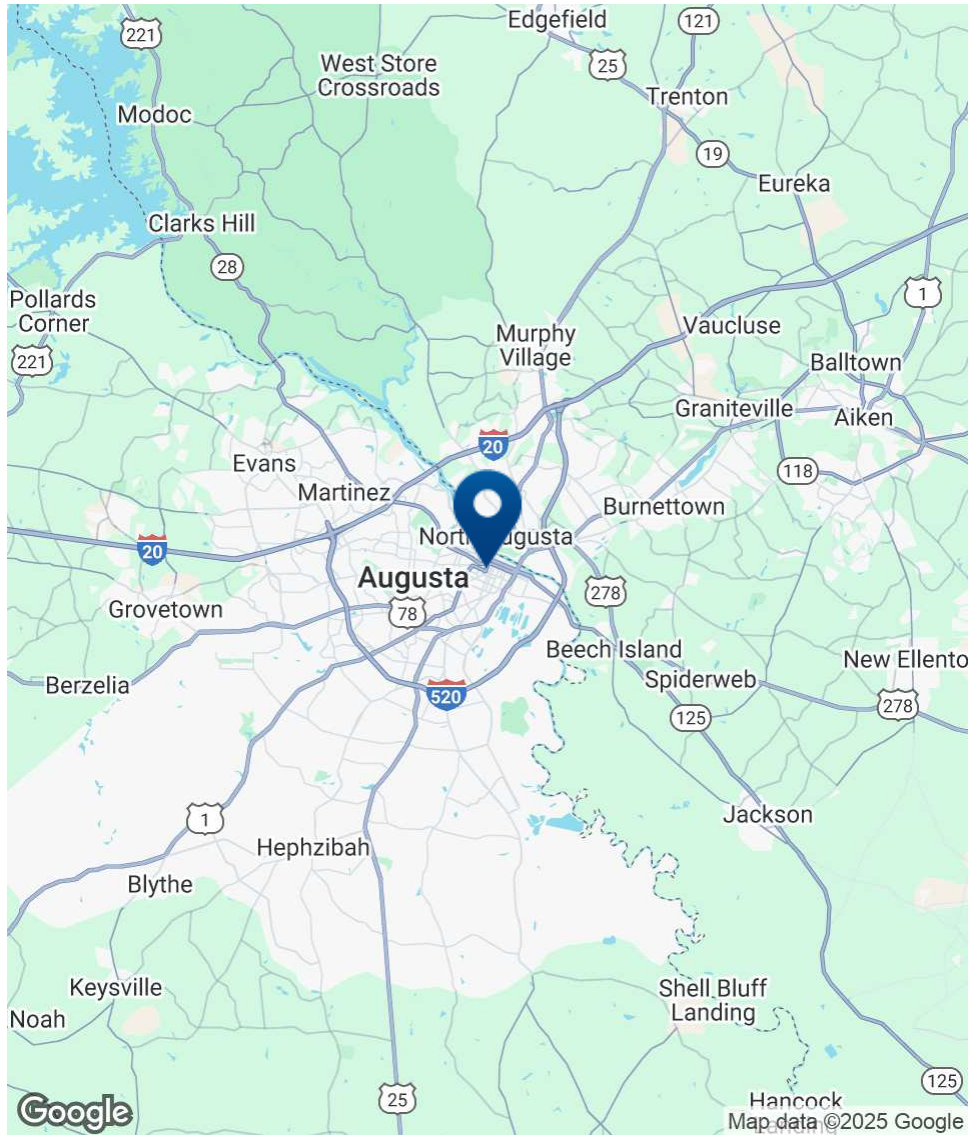 Edgefield
121
221
West Store
Crossroads
25
Modoc
Trenton
19
Eureka
Clarks Hill
28
1
Pollards
Corner
Vaucluse
Murphy
Village
221
Balltown
Graniteville
Aiken
20
Evans
118
Martinez
Burnettown
North Augusta
20
Augusta
278
Grovetown
78
Beech Island
New Ellento
Berzelia
Spiderweb
520
278
125
1
Jackson
Hephzibah
Blythe
Keysville
Shell Bluff
Landing
Noah
125
25
Hancock
Landing
Google
Map data ©2025 Google